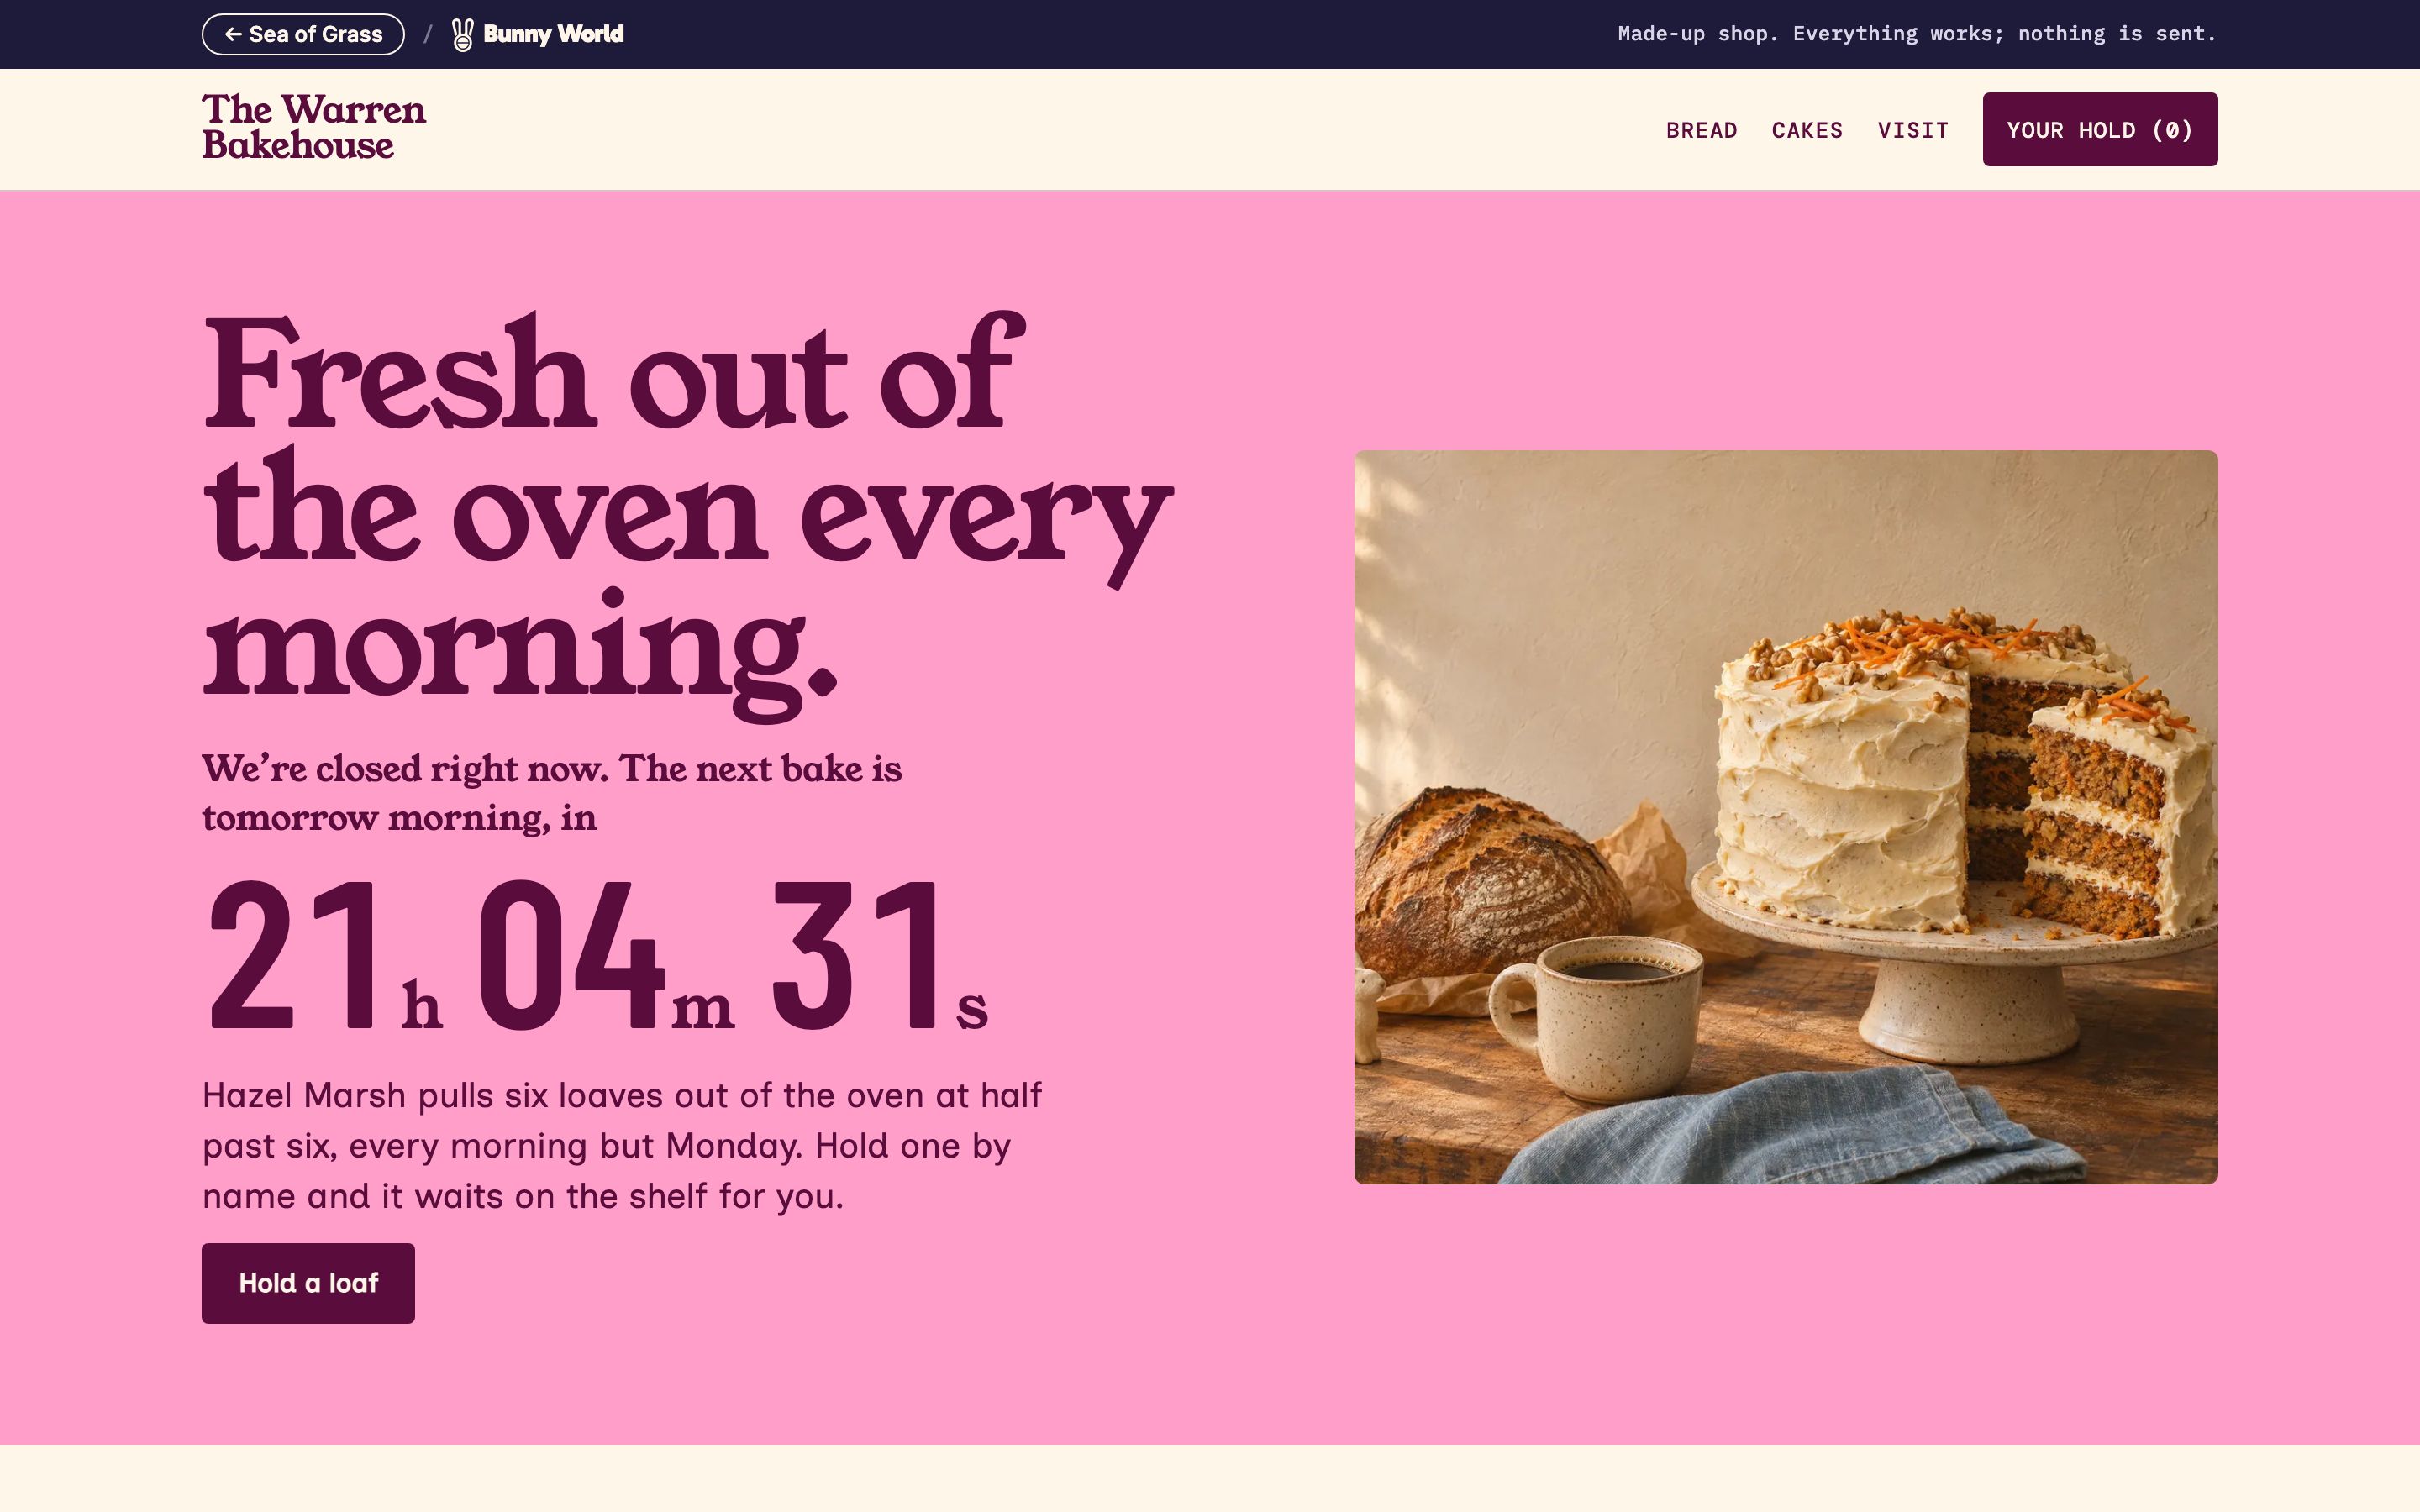 ← Sea of Grass / Bunny World
Made-up shop. Everything works; nothing is sent.
The Warren
Bakehouse
BREAD CAKES VISIT YOUR HOLD (0)
Fresh out of
the oven every
morning.
We’re closed right now. The next bake is
tomorrow morning, in
21h 04m 31s
Hazel Marsh pulls six loaves out of the oven at half
past six, every morning but Monday. Hold one by
name and it waits on the shelf for you.
Hold a loaf